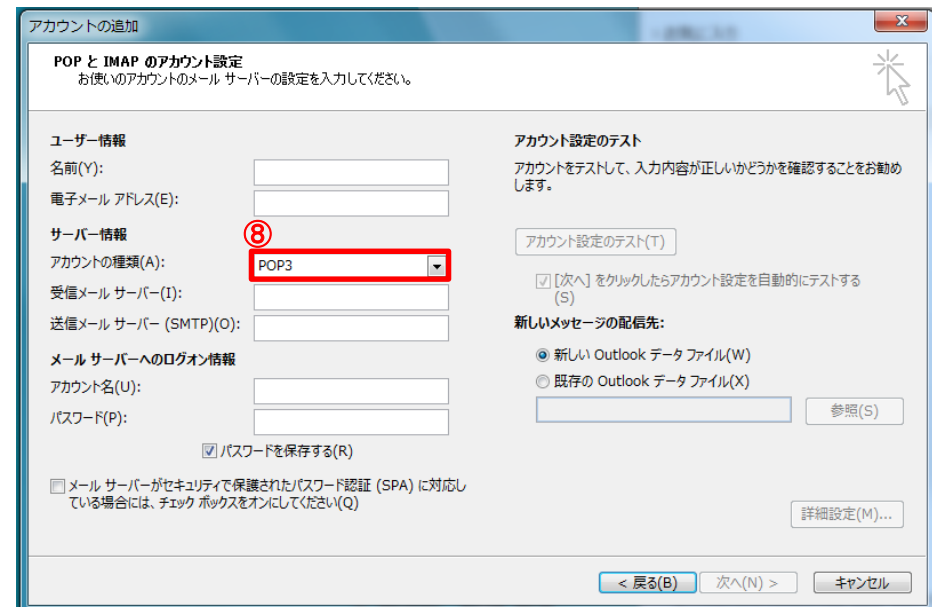 アカウントの追加
POP と IMAP のアカウント設定
お使いのアカウントのメール サーバーの設定を入力してください。
ユーザー情報
名前(Y):
電子メール アドレス(E):
サーバー情報
⑧
アカウントの種類(A):
POP3
受信メール サーバー(I):
送信メール サーバー (SMTP)(O):
メール サーバーへのログオン情報
アカウント名(U):
パスワード(P):
パスワードを保存する(R)
メール サーバーがセキュリティで保護されたパスワード認証 (SPA) に対応し
ている場合には、チェック ボックスをオンにしてください(Q)
アカウント設定のテスト
アカウントをテストして、入力内容が正しいかどうかを確認することをお勧め
します。
アカウント設定のテスト(T)
[次へ] をクリックしたらアカウント設定を自動的にテストする
(S)
新しいメッセージの配信先:
新しい Outlook データ ファイル(W)
既存の Outlook データ ファイル(X)
参照(S)
詳細設定(M)...
< 戻る(B)
次へ(N) >
キャンセル